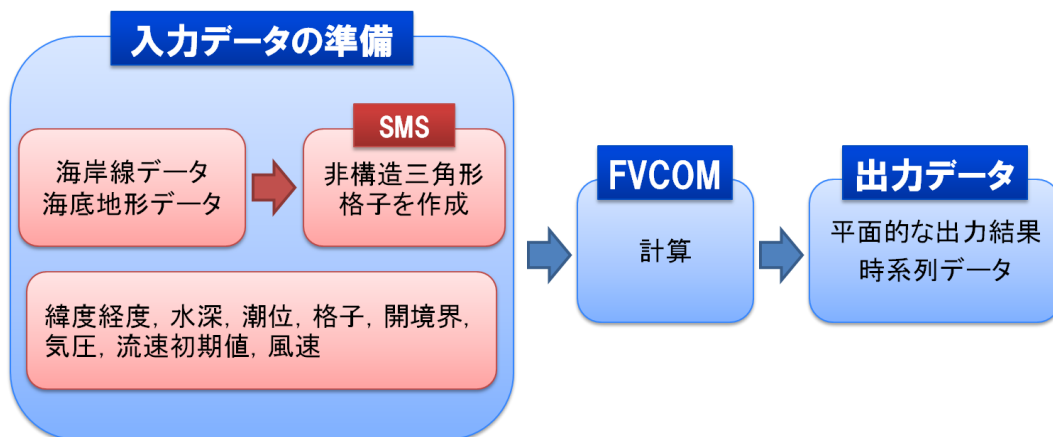 入力データの準備
海岸線データ
海底地形データ
SMS
非構造三角形
格子を作成
緯度経度, 水深, 潮位, 格子, 開境界,
気圧, 流速初期値, 風速
FVCOM
計算
出力データ
平面的な出力結果
時系列データ